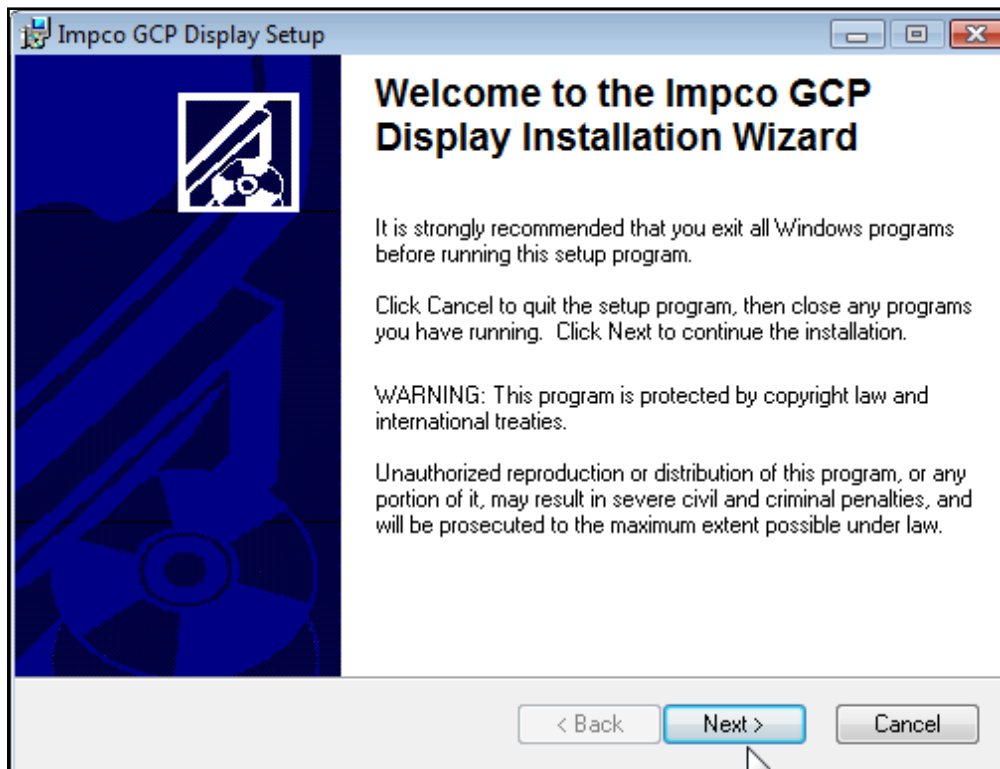 Impco GCP Display Setup
Welcome to the Impco GCP
Display Installation Wizard
It is strongly recommended that you exit all Windows programs
before running this setup program.
Click Cancel to quit the setup program, then close any programs
you have running.  Click Next to continue the installation.
WARNING: This program is protected by copyright law and
international treaties.
Unauthorized reproduction or distribution of this program, or any
portion of it, may result in severe civil and criminal penalties, and
will be prosecuted to the maximum extent possible under law.
< Back
Next >
Cancel